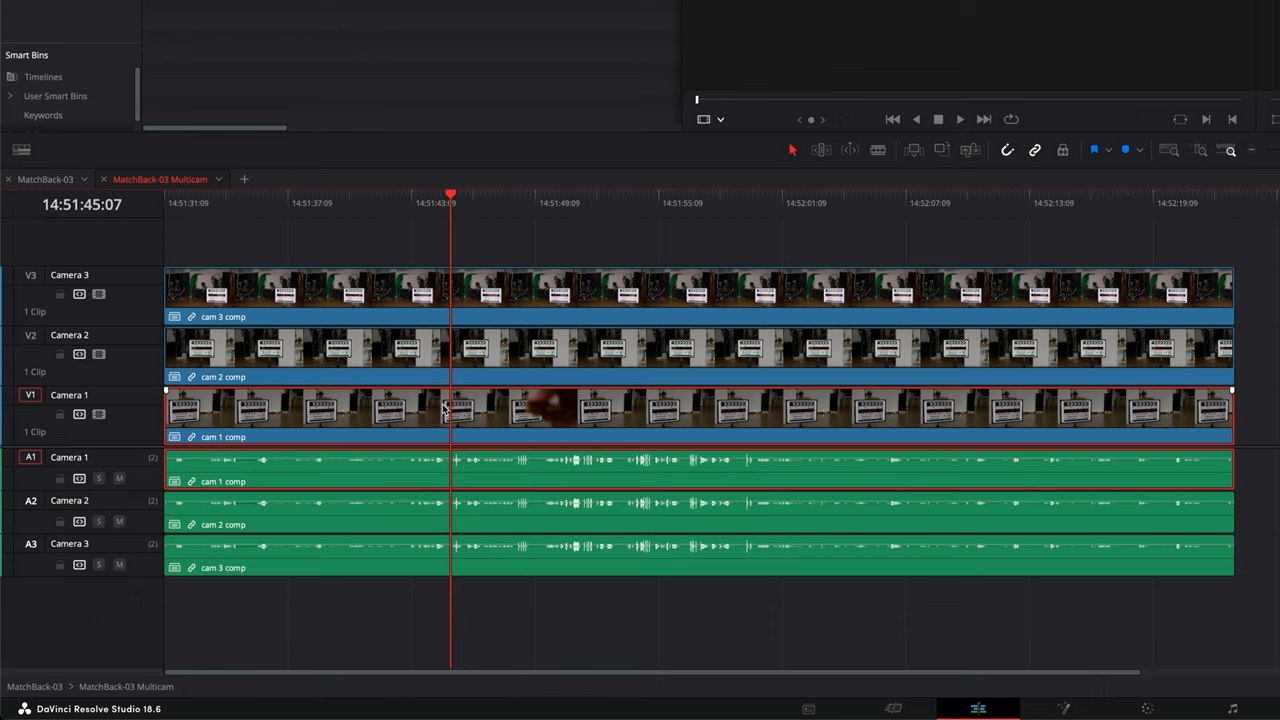 Smart Bins
Timelines
User Smart Bins
Keywords
MatchBack-03
MatchBack-03 Multicam
14:51:45:07
14:51:31:09
14:51:37:09
14:51:43:09
14:51:49:09
14:51:55:09
14:52:01:09
14:52:07:09
14:52:13:09
14:52:19:09
V3 Camera 3
1 Clip
cam 3 comp
V2 Camera 2
1 Clip
cam 2 comp
V1 Camera 1
1 Clip
cam 1 comp
A1 Camera 1 (2)
S M
cam 1 comp
A2 Camera 2 (2)
S M
cam 2 comp
A3 Camera 3 (2)
S M
cam 3 comp
MatchBack-03 > MatchBack-03 Multicam
DaVinci Resolve Studio 18.6